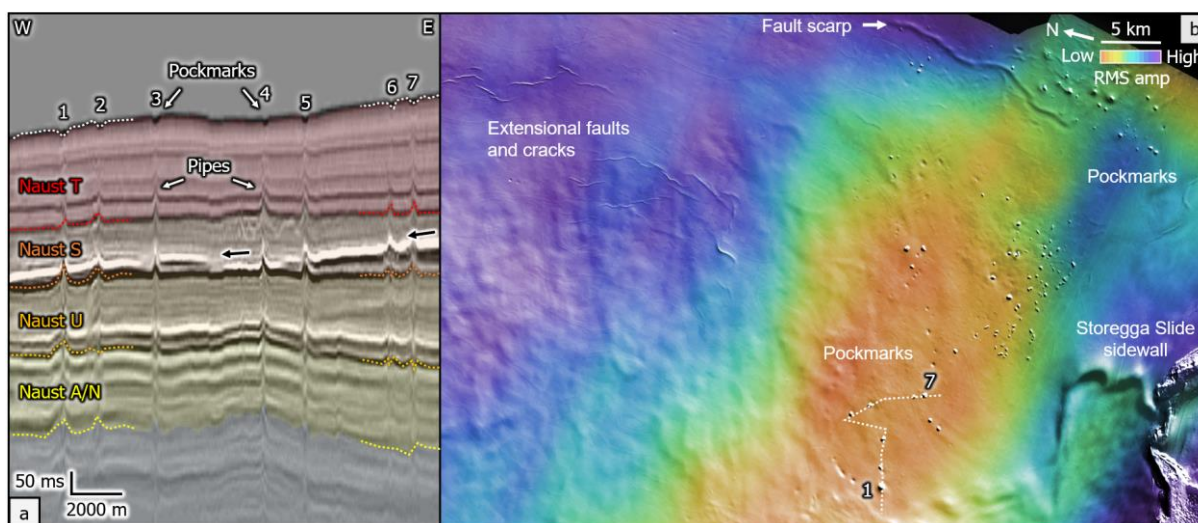 W
E
Pockmarks
1
2
3
4
5
6
7
Pipes
Naust T
Naust S
Naust U
Naust A/N
50 ms
2000 m
a
Fault scarp
N
5 km
b
Low
High
RMS amp
Extensional faults
and cracks
Pockmarks
Storegga Slide
sidewall
Pockmarks
7
1